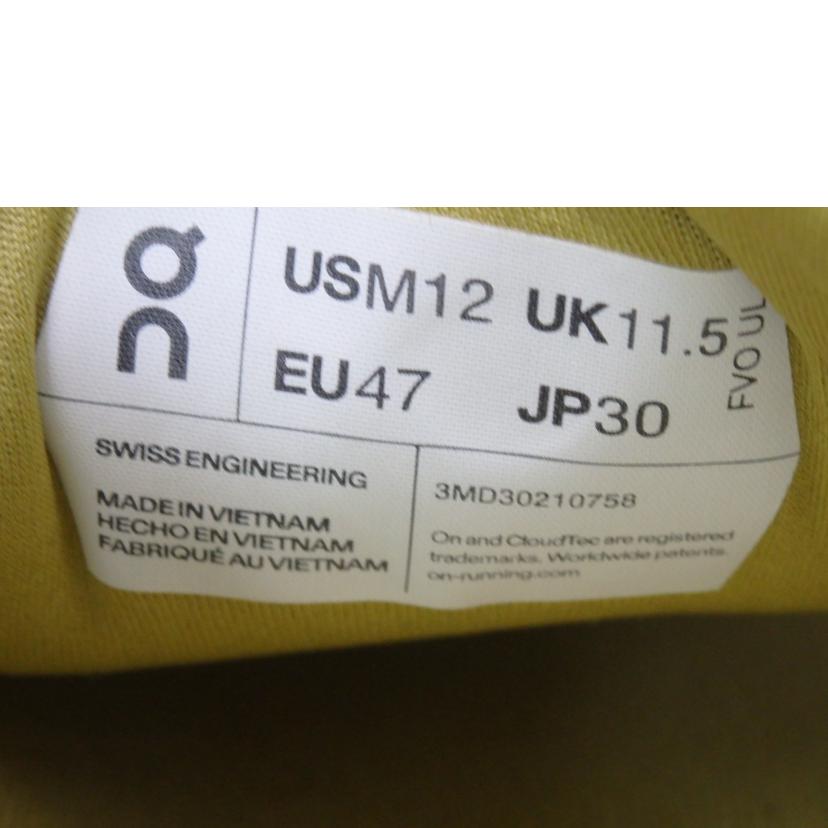 On
USM12 UK11.5
EU47 JP30
FVO UL
SWISS ENGINEERING
MADE IN VIETNAM
HECHO EN VIETNAM
FABRIQUÉ AU VIETNAM
3MD30210758
On and CloudTec are registered
trademarks. Worldwide patents.
on-running.com